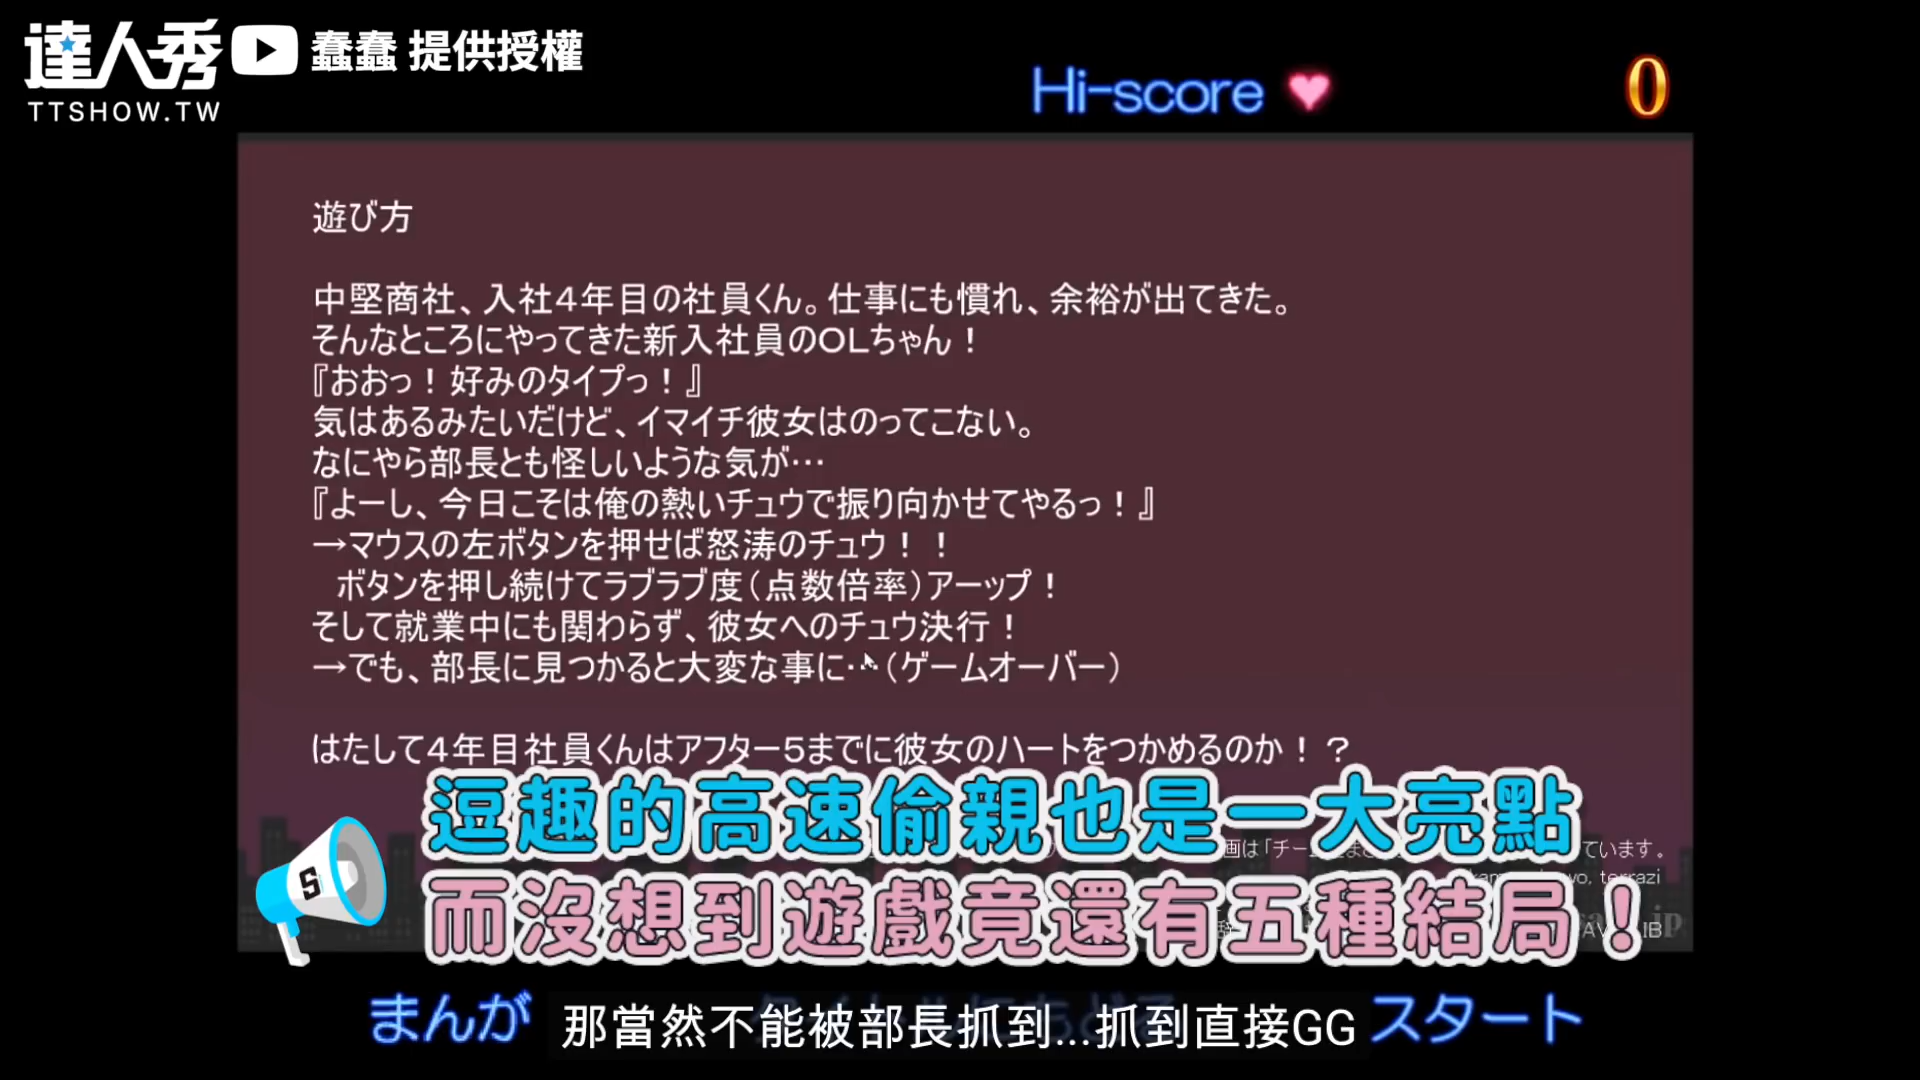 達人秀
TTSHOW.TW
蠢蠢 提供授權
Hi-score ♥ 0
遊び方
中堅商社、入社４年目の社員くん。仕事にも慣れ、余裕が出てきた。
そんなところにやってきた新入社員のＯＬちゃん！
『おおっ！好みのタイプっ！』
気はあるみたいだけど、イマイチ彼女はのってこない。
なにやら部長とも怪しいような気が…
『よーし、今日こそは俺の熱いチュウで振り向かせてやるっ！』
→マウスの左ボタンを押せば怒涛のチュウ！！
ボタンを押し続けてラブラブ度（点数倍率）アーップ！
そして就業中にも関わらず、彼女へのチュウ決行！
→でも、部長に見つかると大変な事に…（ゲームオーバー）
はたして４年目社員くんはアフター５までに彼女のハートをつかめるのか！？
逗趣的高速偷親也是一大亮點
ています。
而沒想到遊戲竟還有五種結局！
S
まんが
那當然不能被部長抓到...抓到直接GG
スタート